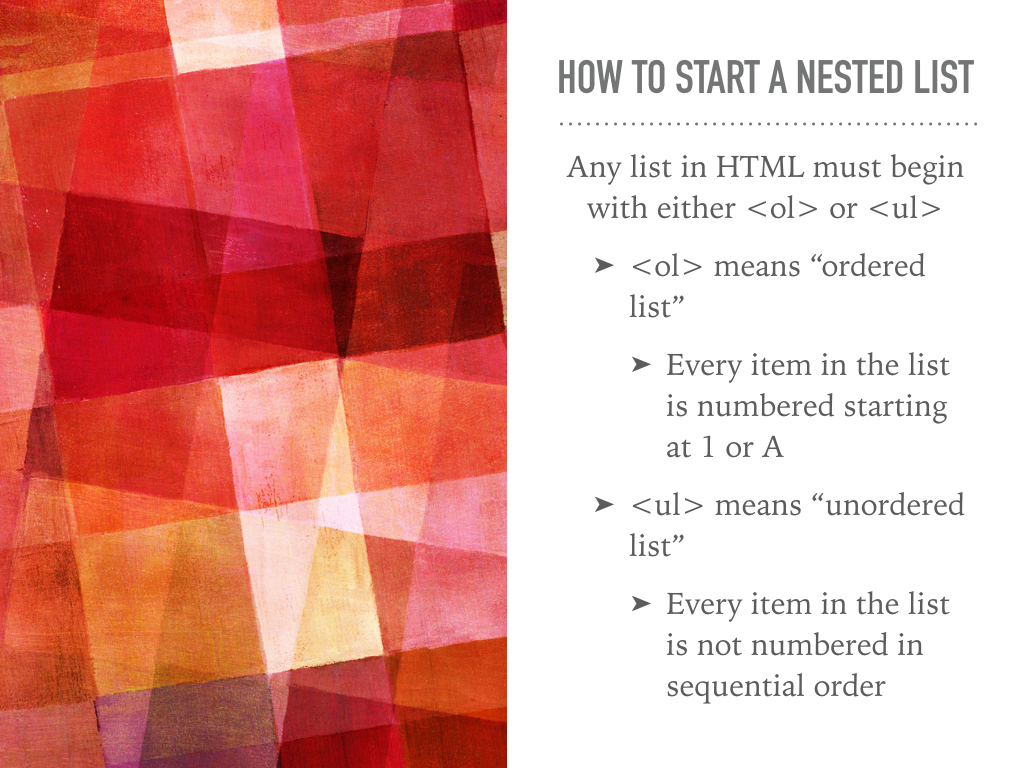 HOW TO START A NESTED LIST
Any list in HTML must begin
with either <ol> or <ul>
➤ <ol> means “ordered
list”
➤ Every item in the list
is numbered starting
at 1 or A
➤ <ul> means “unordered
list”
➤ Every item in the list
is not numbered in
sequential order